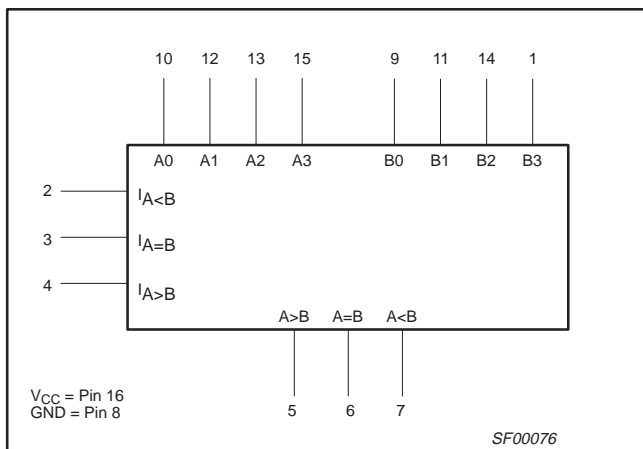 10 12 13 15 9 11 14 1
A0 A1 A2 A3 B0 B1 B2 B3
2 IA<B
3 IA=B
4 IA>B
A>B A=B A<B
VCC = Pin 16
GND = Pin 8
5 6 7
SF00076